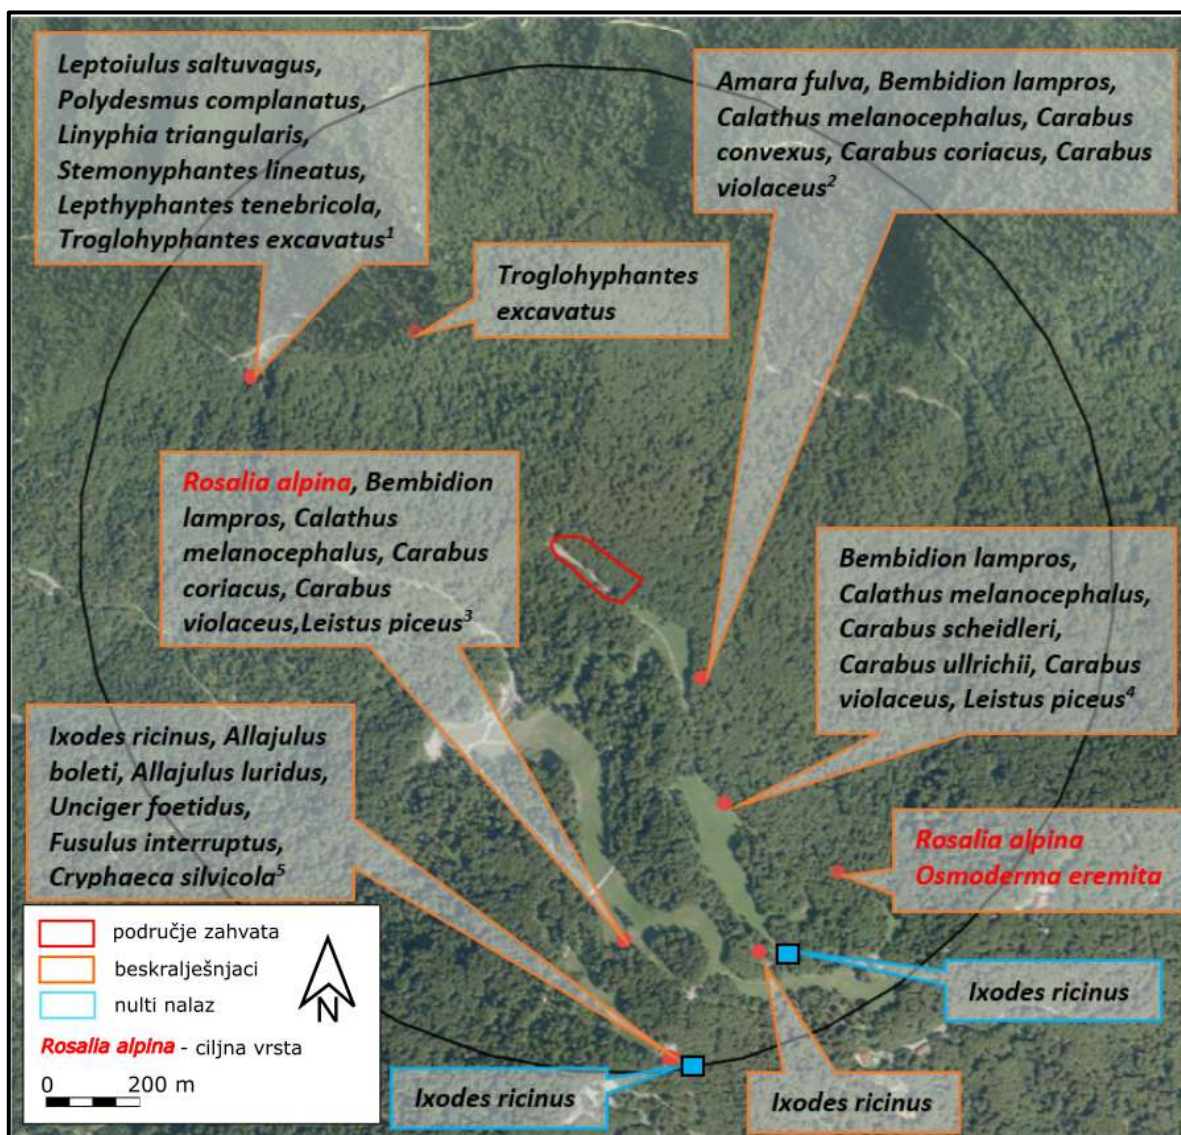 Leptoiulus saltuvagus,
Polydesmus complanatus,
Linyphia triangularis,
Stemonyphantes lineatus,
Lepthyphantes tenebricola,
Troglohyphantes excavatus¹
Amara fulva, Bembidion lampros,
Calathus melanocephalus, Carabus
convexus, Carabus coriacus, Carabus
violaceus²
Troglohyphantes
excavatus
Rosalia alpina, Bembidion
lampros, Calathus
melanocephalus, Carabus
coriacus, Carabus
violaceus,Leistus piceus³
Bembidion lampros,
Calathus melanocephalus,
Carabus scheidleri,
Carabus ullrichii, Carabus
violaceus, Leistus piceus⁴
Ixodes ricinus, Allajulus
boleti, Allajulus luridus,
Unciger foetidus,
Fusulus interruptus,
Cryphaeca silvicola⁵
Rosalia alpina
Osmoderma eremita
Ixodes ricinus
Ixodes ricinus
Ixodes ricinus
područje zahvata
beskralješnjaci
nulti nalaz
N
Rosalia alpina - ciljna vrsta
0 200 m